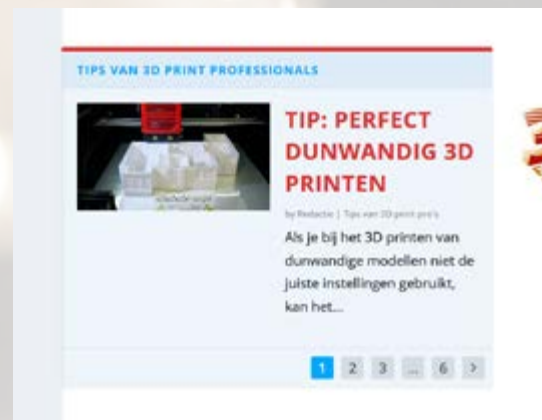 TIPS VAN 3D PRINT PROFESSIONALS
TIP: PERFECT
DUNWANDIG 3D
PRINTEN
by Redactie | Tips van 3D print pro's
Als je bij het 3D printen van
dunwandige modellen niet de
juiste instellingen gebruikt,
kan het...
1 2 3 ... 6 >